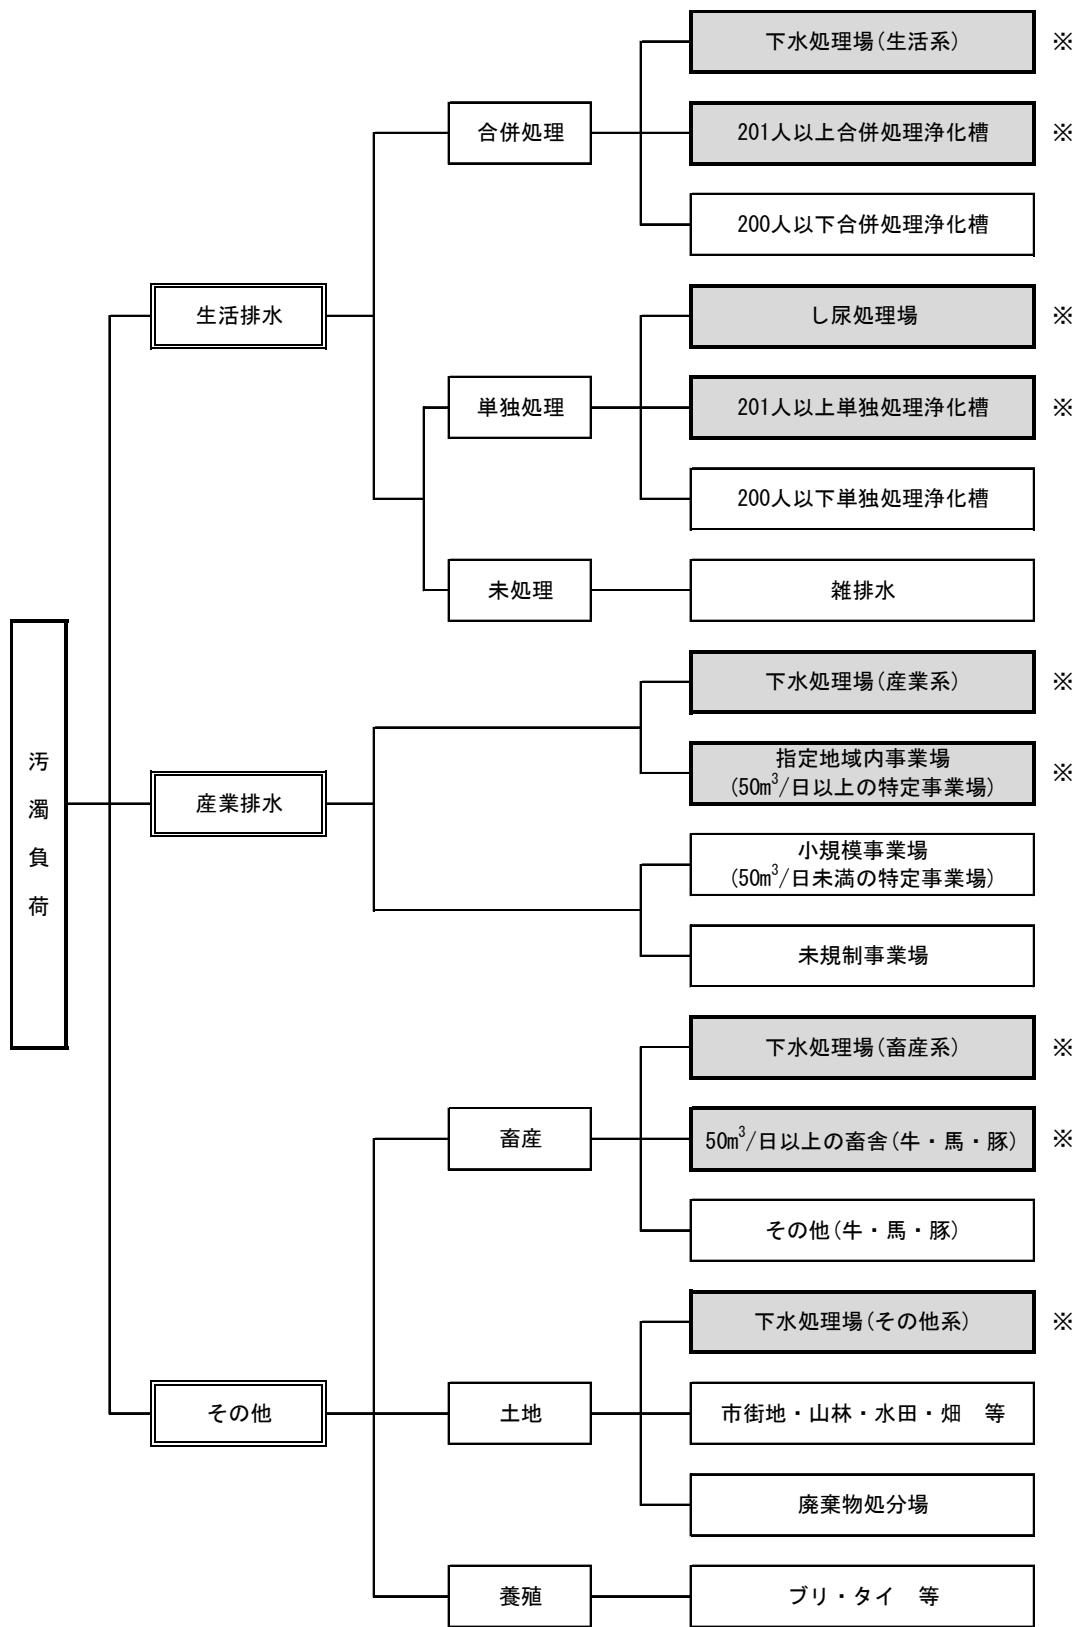 下水処理場(生活系) ※
合併処理
201人以上合併処理浄化槽 ※
200人以下合併処理浄化槽
生活排水
し尿処理場 ※
単独処理
201人以上単独処理浄化槽 ※
200人以下単独処理浄化槽
未処理
雑排水
汚濁負荷
下水処理場(産業系) ※
産業排水
指定地域内事業場 ※
(50m³/日以上の特定事業場)
小規模事業場
(50m³/日未満の特定事業場)
未規制事業場
下水処理場(畜産系) ※
畜産
50m³/日以上の畜舎(牛・馬・豚) ※
その他(牛・馬・豚)
下水処理場(その他系) ※
その他
土地
市街地・山林・水田・畑　等
廃棄物処分場
養殖
ブリ・タイ　等